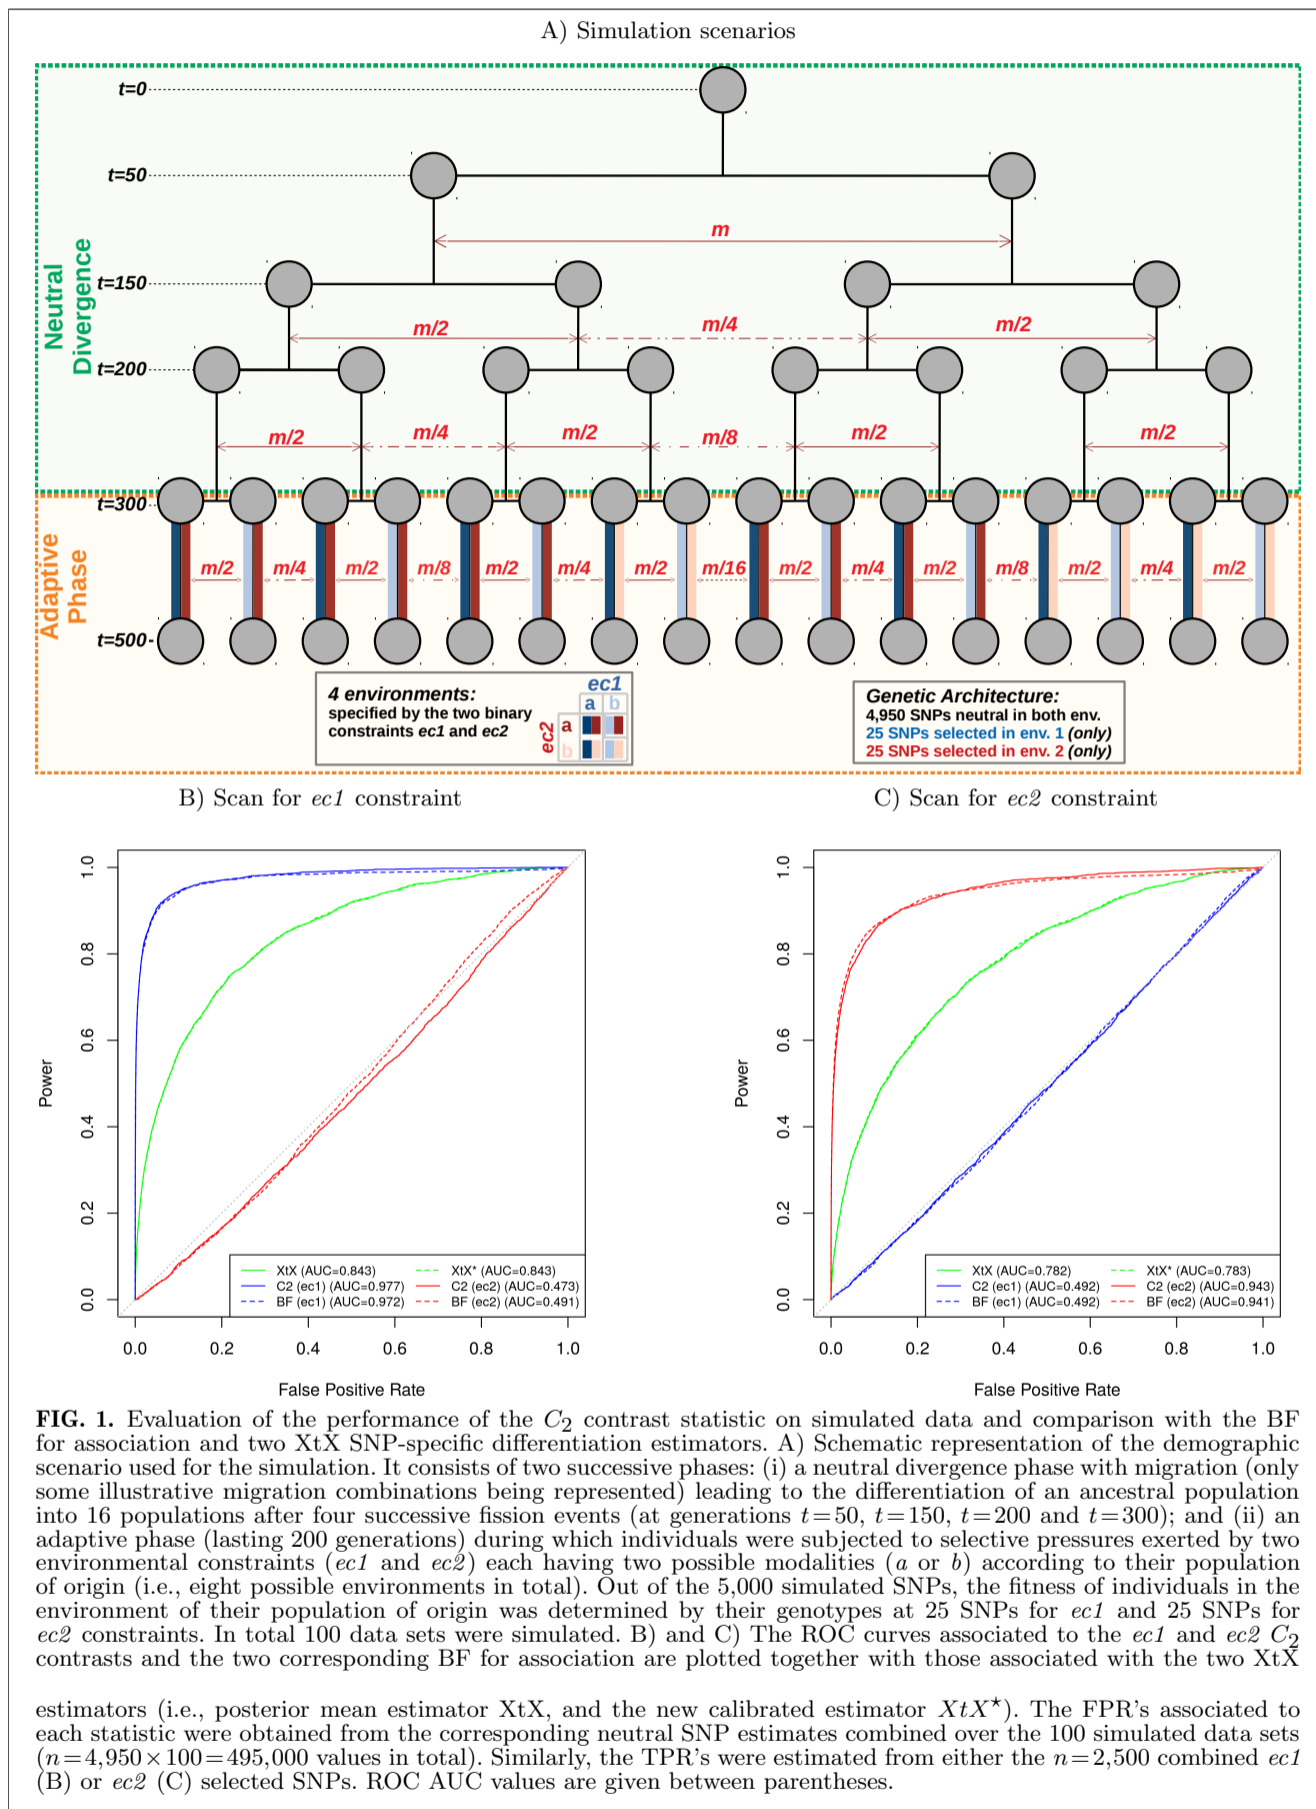 A) Simulation scenarios
t=0
t=50
m
Neutral
Divergence
t=150
m/2
m/4
m/2
t=200
m/2
m/4
m/2
m/8
m/2
m/2
t=300
Adaptive
Phase
m/2
m/4
m/2
m/8
m/2
m/4
m/2
m/16
m/2
m/4
m/2
m/8
m/2
m/4
m/2
t=500
4 environments:
specified by the two binary
constraints ec1 and ec2
ec1
a b
ec2
a
b
Genetic Architecture:
4,950 SNPs neutral in both env.
25 SNPs selected in env. 1 (only)
25 SNPs selected in env. 2 (only)
B) Scan for ec1 constraint
Power
1.0
0.8
0.6
0.4
0.2
0.0
XtX (AUC=0.843)
C2 (ec1) (AUC=0.977)
BF (ec1) (AUC=0.972)
XtX* (AUC=0.843)
C2 (ec2) (AUC=0.473)
BF (ec2) (AUC=0.491)
0.0 0.2 0.4 0.6 0.8 1.0
False Positive Rate
C) Scan for ec2 constraint
Power
1.0
0.8
0.6
0.4
0.2
0.0
XtX (AUC=0.782)
C2 (ec1) (AUC=0.492)
BF (ec1) (AUC=0.492)
XtX* (AUC=0.783)
C2 (ec2) (AUC=0.943)
BF (ec2) (AUC=0.941)
0.0 0.2 0.4 0.6 0.8 1.0
False Positive Rate
FIG. 1. Evaluation of the performance of the C2 contrast statistic on simulated data and comparison with the BF
for association and two XtX SNP-specific differentiation estimators. A) Schematic representation of the demographic
scenario used for the simulation. It consists of two successive phases: (i) a neutral divergence phase with migration (only
some illustrative migration combinations being represented) leading to the differentiation of an ancestral population
into 16 populations after four successive fission events (at generations t=50, t=150, t=200 and t=300); and (ii) an
adaptive phase (lasting 200 generations) during which individuals were subjected to selective pressures exerted by two
environmental constraints (ec1 and ec2) each having two possible modalities (a or b) according to their population
of origin (i.e., eight possible environments in total). Out of the 5,000 simulated SNPs, the fitness of individuals in the
environment of their population of origin was determined by their genotypes at 25 SNPs for ec1 and 25 SNPs for
ec2 constraints. In total 100 data sets were simulated. B) and C) The ROC curves associated to the ec1 and ec2 C2
contrasts and the two corresponding BF for association are plotted together with those associated with the two XtX
estimators (i.e., posterior mean estimator XtX, and the new calibrated estimator XtX★). The FPR's associated to
each statistic were obtained from the corresponding neutral SNP estimates combined over the 100 simulated data sets
(n=4,950×100=495,000 values in total). Similarly, the TPR's were estimated from either the n=2,500 combined ec1
(B) or ec2 (C) selected SNPs. ROC AUC values are given between parentheses.